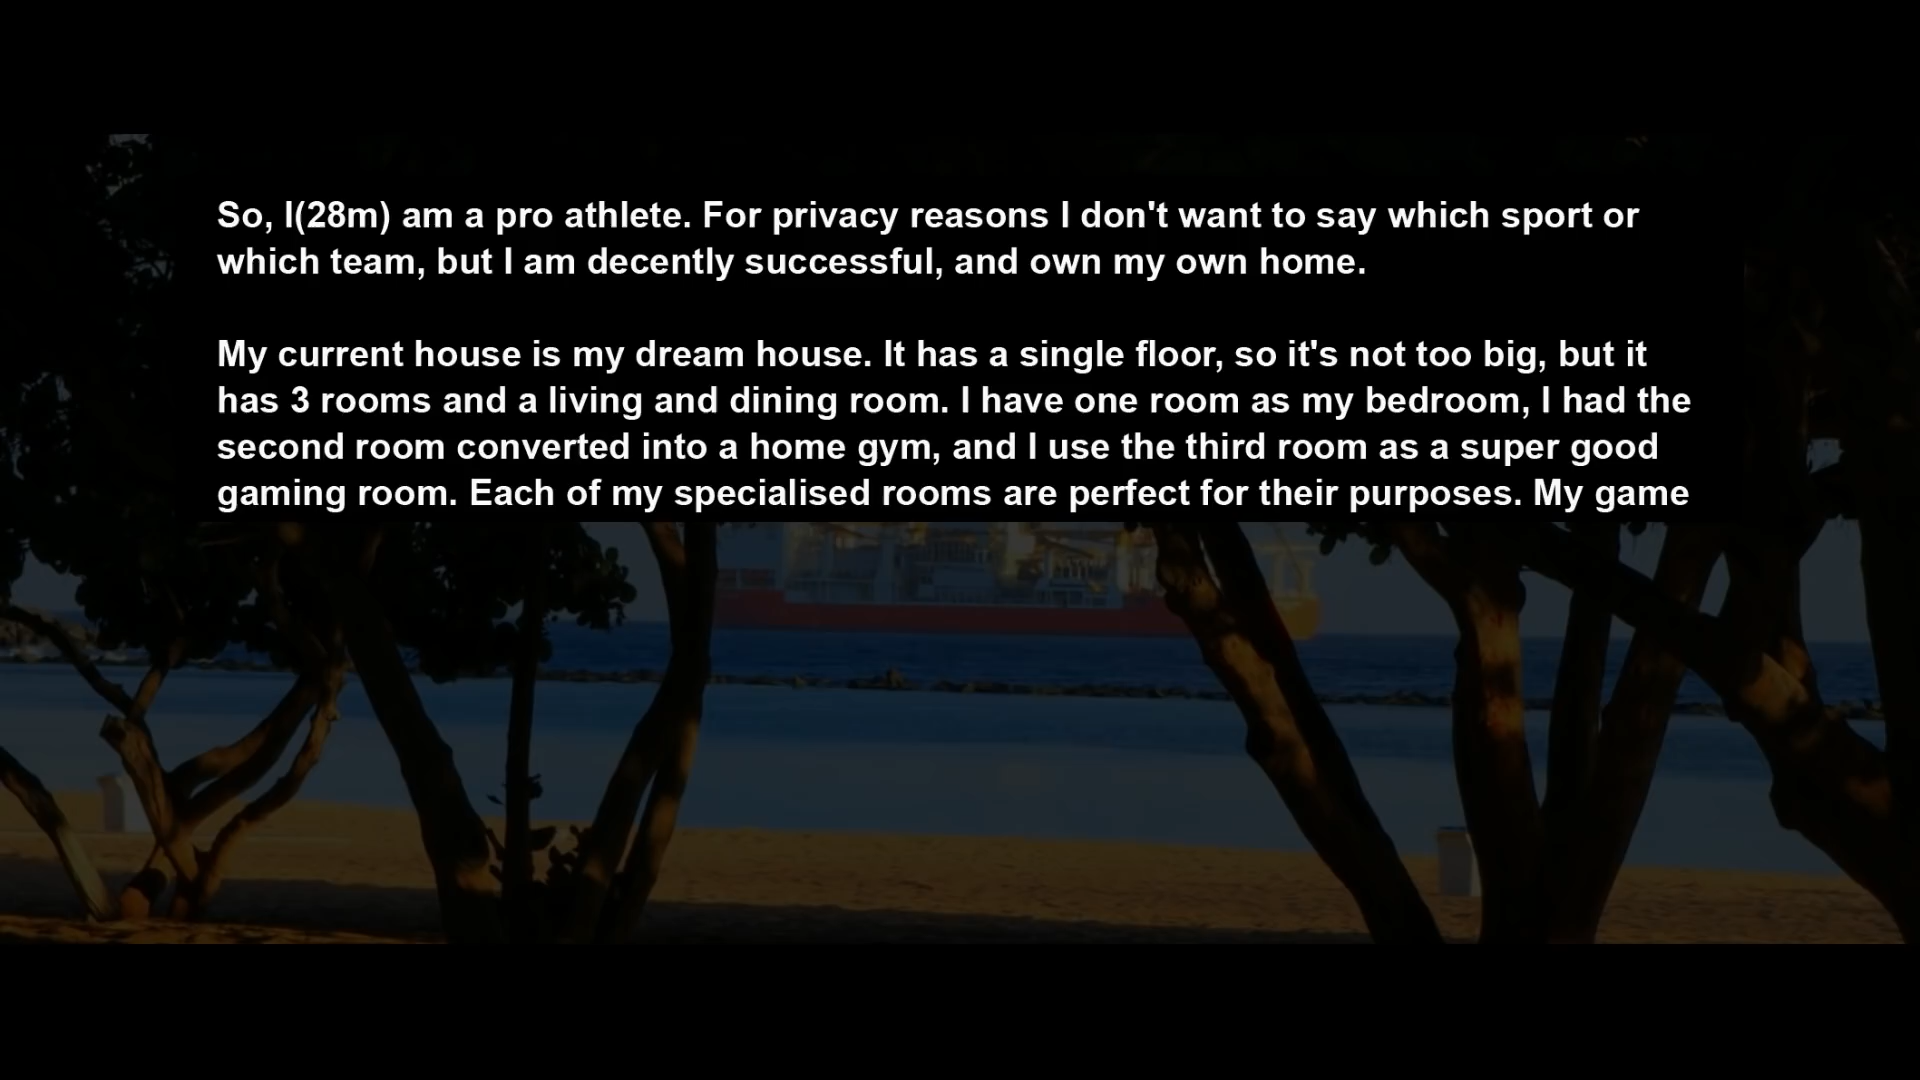 So, I(28m) am a pro athlete. For privacy reasons I don't want to say which sport or
which team, but I am decently successful, and own my own home.
My current house is my dream house. It has a single floor, so it's not too big, but it
has 3 rooms and a living and dining room. I have one room as my bedroom, I had the
second room converted into a home gym, and I use the third room as a super good
gaming room. Each of my specialised rooms are perfect for their purposes. My game